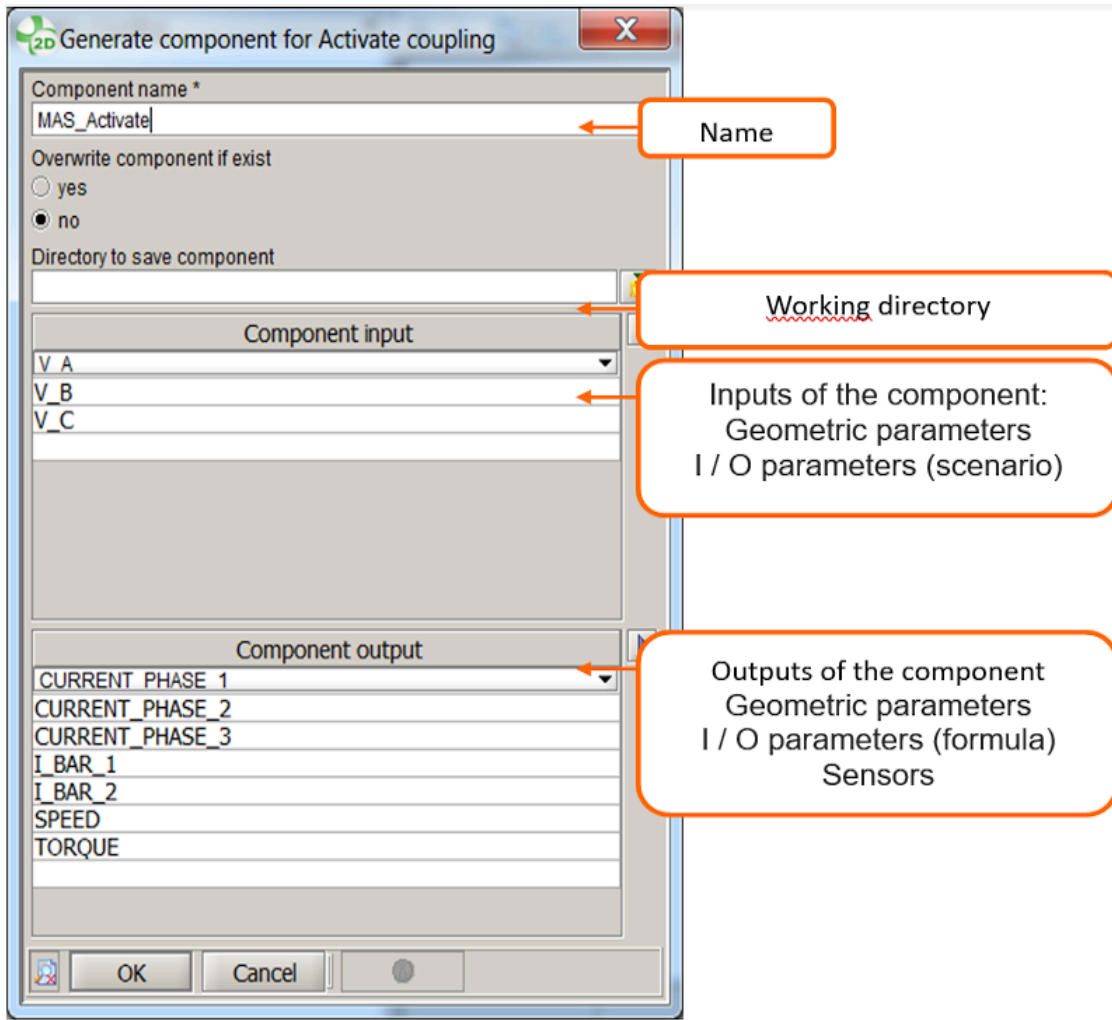 2D Generate component for Activate coupling
Component name *
MAS_Activate
Name
Overwrite component if exist
yes
no
Directory to save component
Working directory
Component input
V_A
V_B
V_C
Inputs of the component:
Geometric parameters
I / O parameters (scenario)
Component output
CURRENT_PHASE_1
CURRENT_PHASE_2
CURRENT_PHASE_3
I_BAR_1
I_BAR_2
SPEED
TORQUE
Outputs of the component
Geometric parameters
I / O parameters (formula)
Sensors
OK Cancel